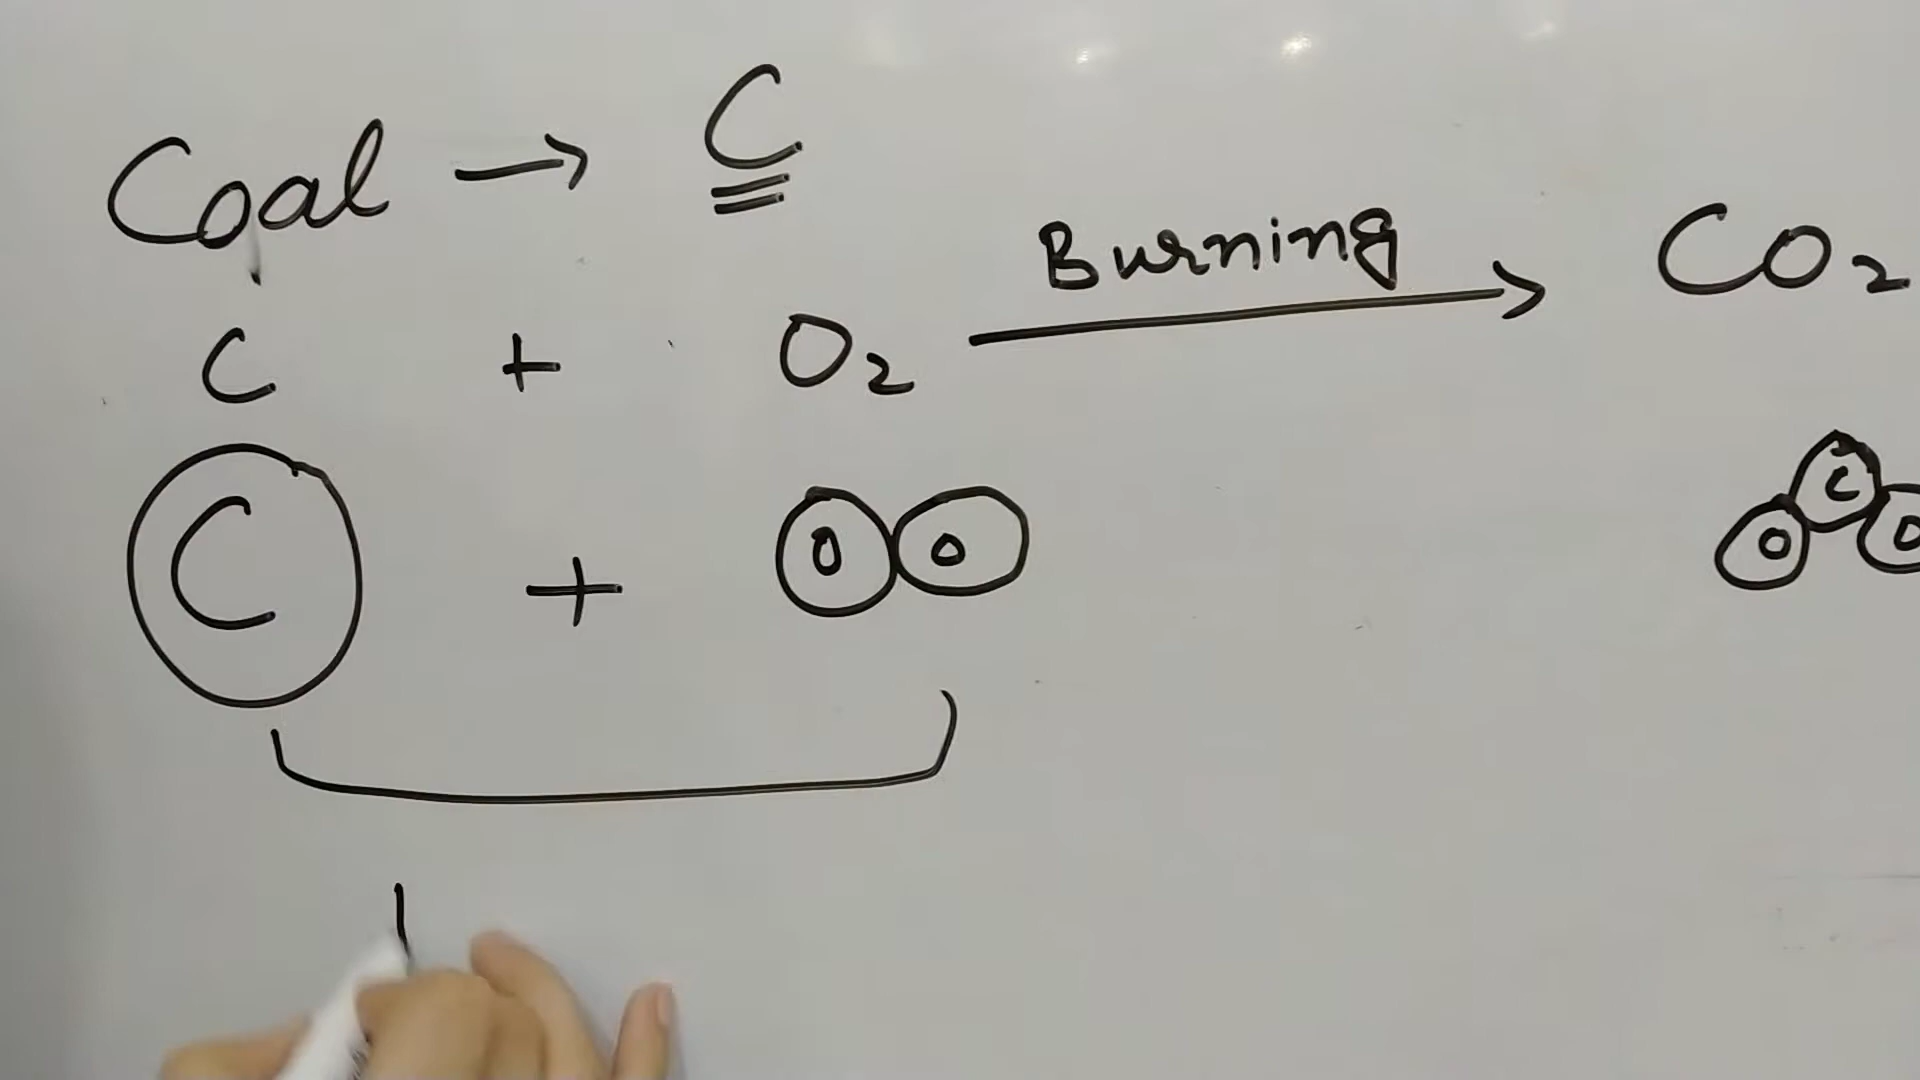 Coal → C
C + O₂ Burning → CO₂
C + O O C O O